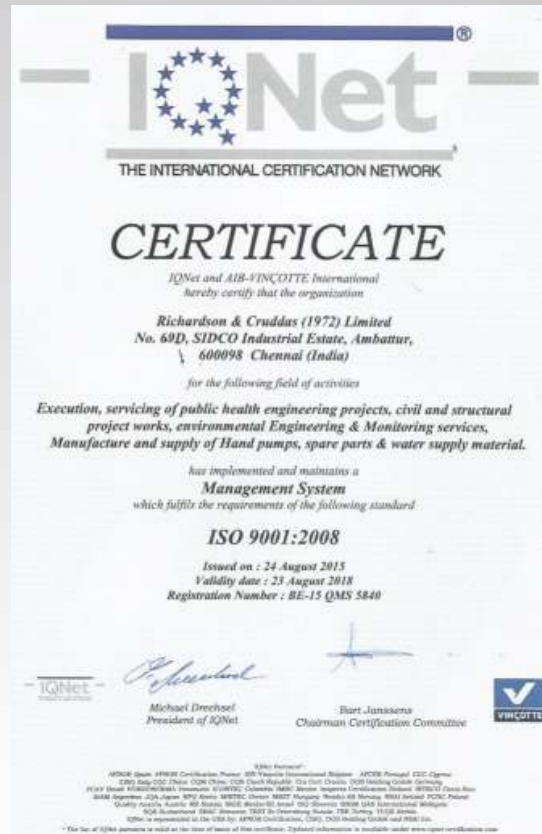 ®
IQNet
THE INTERNATIONAL CERTIFICATION NETWORK
CERTIFICATE
IQNet and AIB-VINÇOTTE International
hereby certify that the organization
Richardson & Cruddas (1972) Limited
No. 69D, SIDCO Industrial Estate, Ambattur,
600098 Chennai (India)
for the following field of activities
Execution, servicing of public health engineering projects, civil and structural
project works, environmental Engineering & Monitoring services,
Manufacture and supply of Hand pumps, spare parts & water supply material.
has implemented and maintains a
Management System
which fulfils the requirements of the following standard
ISO 9001:2008
Issued on : 24 August 2015
Validity date : 23 August 2018
Registration Number : BE-15 QMS 5840
IQNet
Michael Drechsel
President of IQNet
Bart Janssens
Chairman Certification Committee
VINÇOTTE